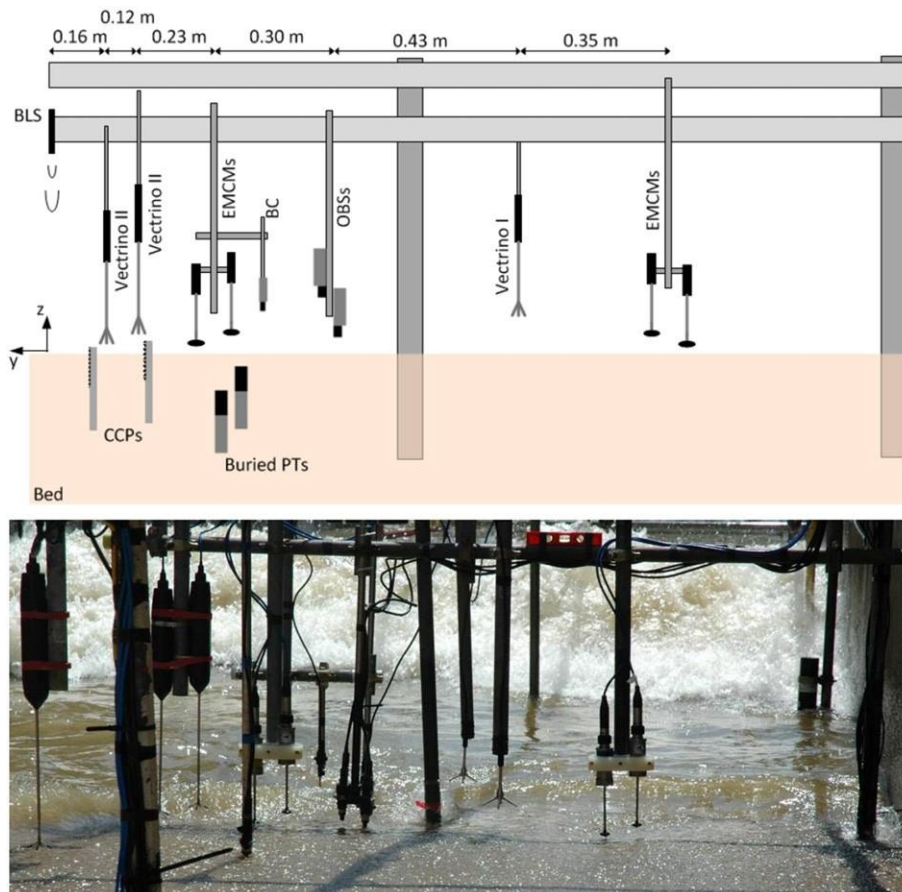 0.12 m
0.16 m
0.23 m
0.30 m
0.43 m
0.35 m
BLS
Vectrino II
Vectrino II
EMCMs
BC
OBSs
Vectrino I
EMCMs
z
y
CCPs
Buried PTs
Bed